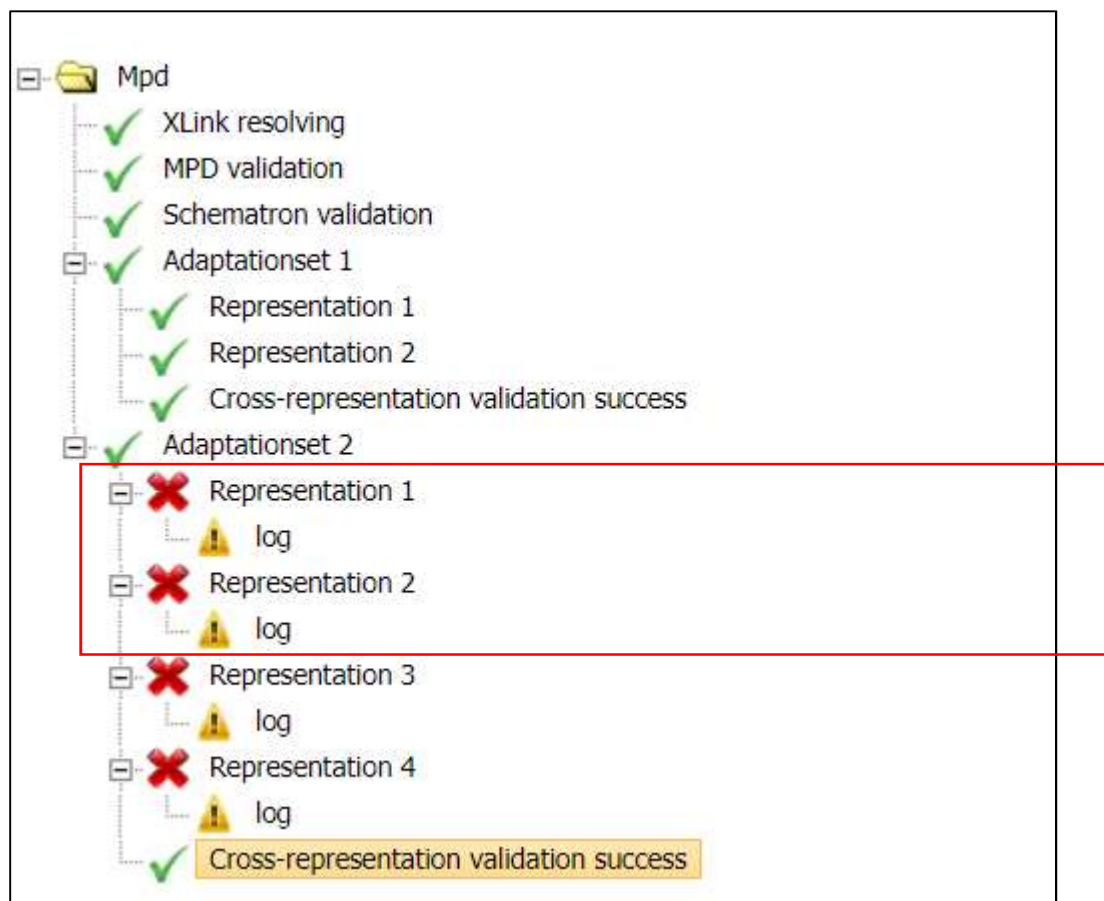 Mpd
XLink resolving
MPD validation
Schematron validation
Adaptationset 1
Representation 1
Representation 2
Cross-representation validation success
Adaptationset 2
Representation 1
log
Representation 2
log
Representation 3
log
Representation 4
log
Cross-representation validation success